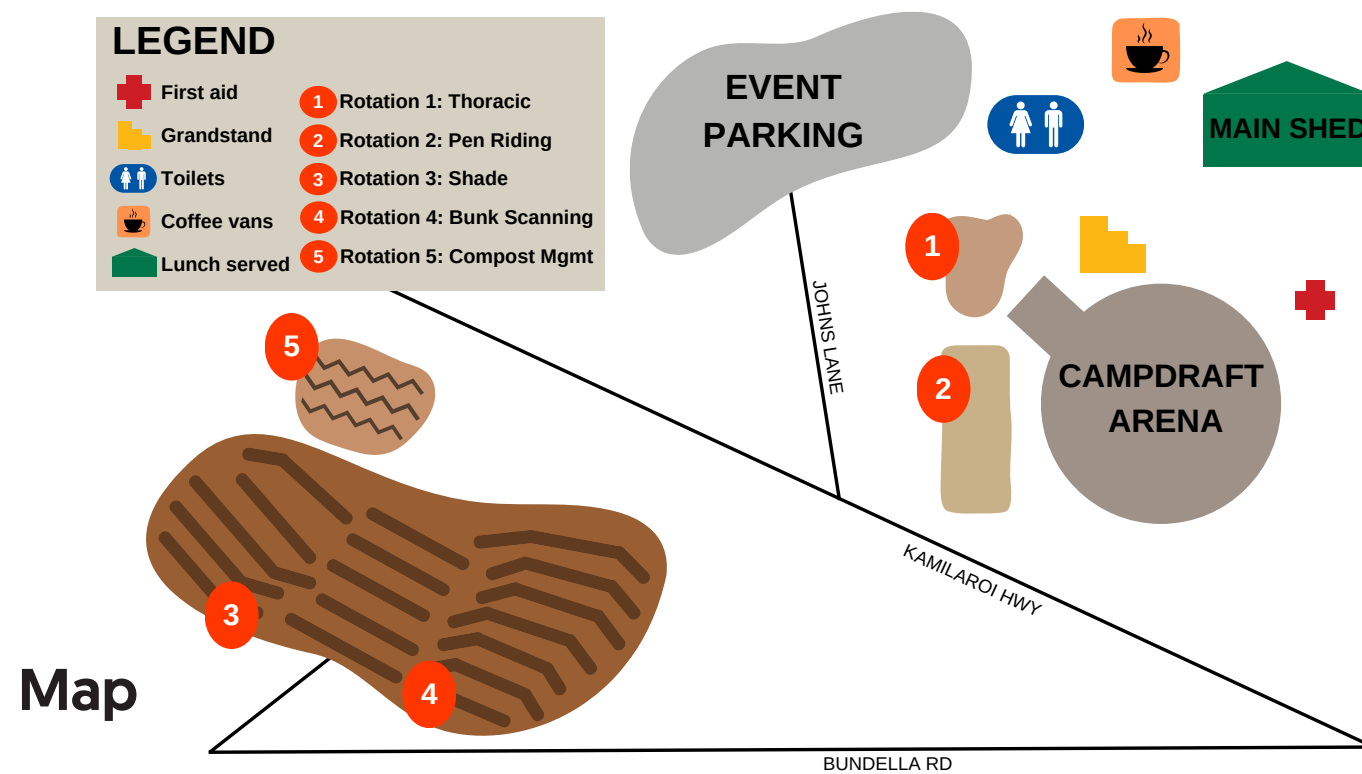 LEGEND
First aid
Grandstand
Toilets
Coffee vans
Lunch served
1 Rotation 1: Thoracic
2 Rotation 2: Pen Riding
3 Rotation 3: Shade
4 Rotation 4: Bunk Scanning
5 Rotation 5: Compost Mgmt
EVENT
PARKING
MAIN SHED
1
JOHNS LANE
2
CAMPDRAFT
ARENA
5
KAMILAROI HWY
3
4
Map
BUNDELLA RD